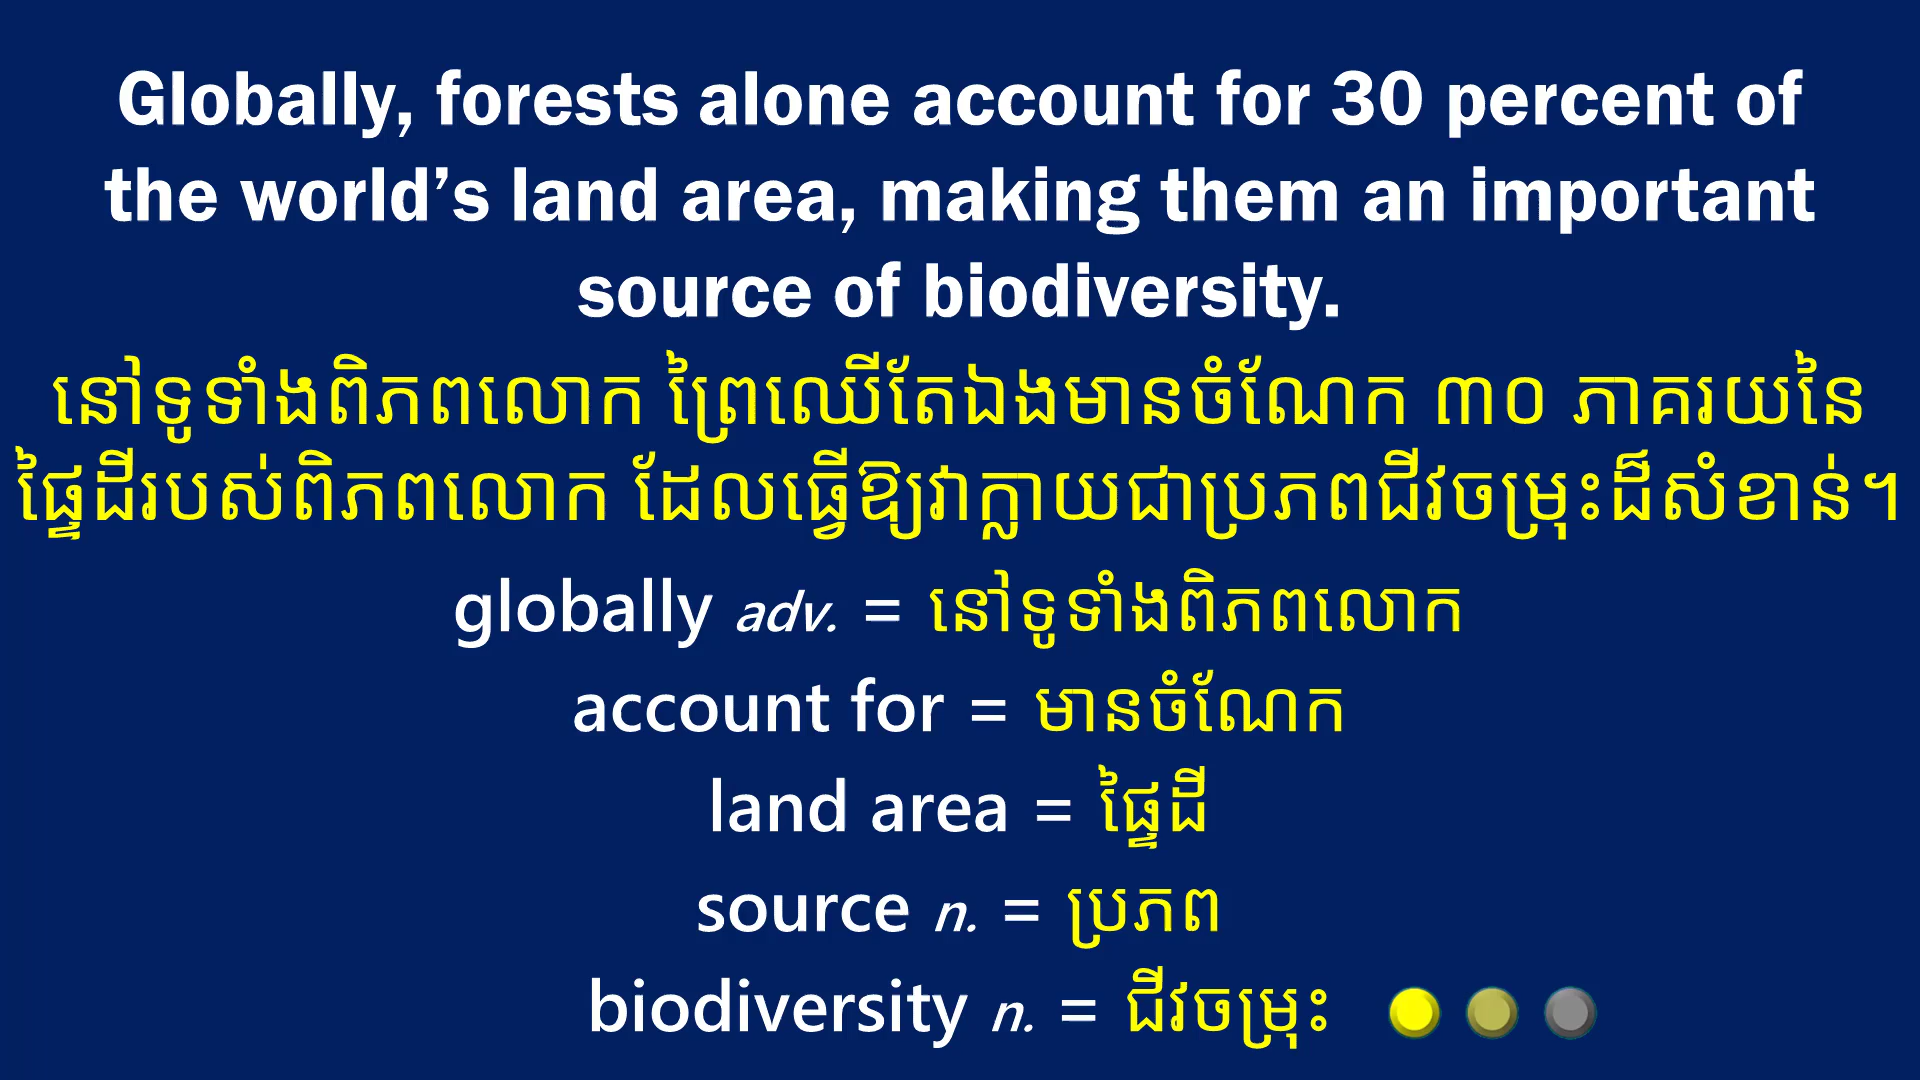 Globally, forests alone account for 30 percent of
the world’s land area, making them an important
source of biodiversity.
នៅទូទាំងពិភពលោក ព្រៃឈើតែឯងមានចំណែក ៣០ ភាគរយនៃ
ផ្ទៃដីរបស់ពិភពលោក ដែលធ្វើឱ្យវាក្លាយជាប្រភពជីវចម្រុះដ៏សំខាន់។
globally adv. = នៅទូទាំងពិភពលោក
account for = មានចំណែក
land area = ផ្ទៃដី
source n. = ប្រភព
biodiversity n. = ជីវចម្រុះ